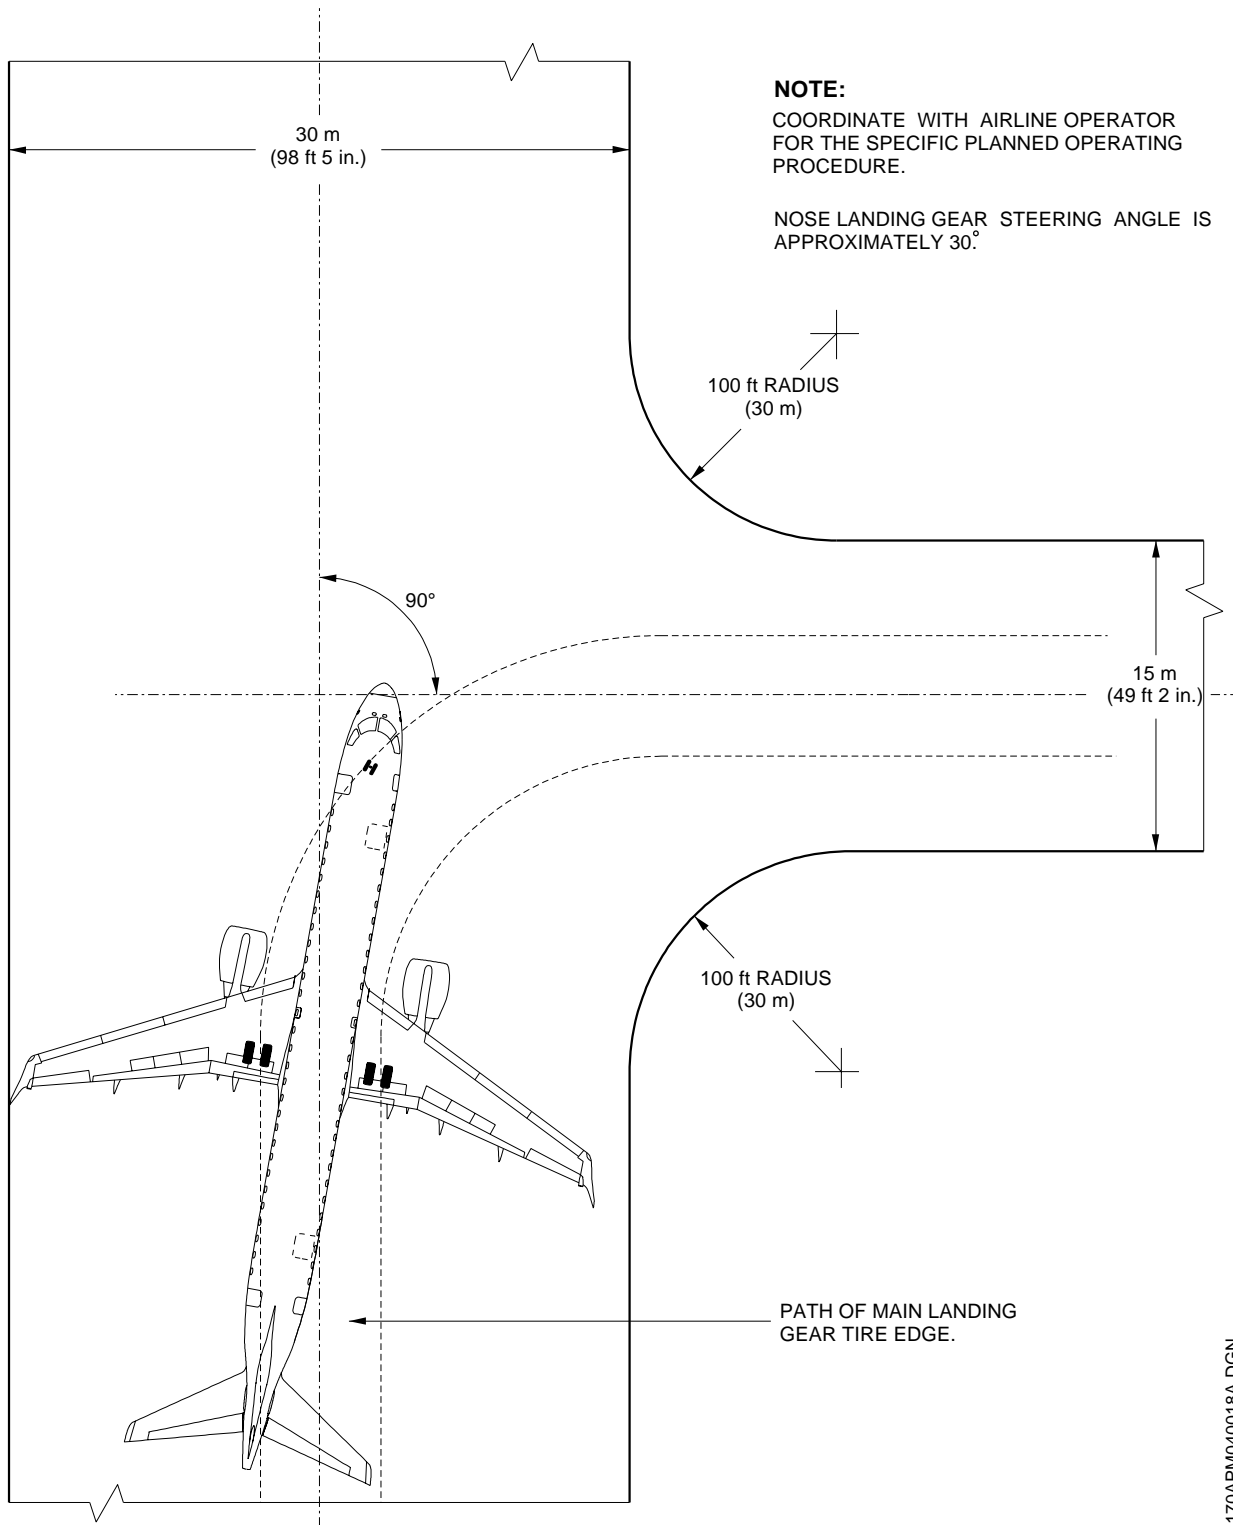 NOTE:
COORDINATE WITH AIRLINE OPERATOR
FOR THE SPECIFIC PLANNED OPERATING
PROCEDURE.
NOSE LANDING GEAR STEERING ANGLE IS
APPROXIMATELY 30°.
30 m
(98 ft 5 in.)
100 ft RADIUS
(30 m)
90°
15 m
(49 ft 2 in.)
100 ft RADIUS
(30 m)
PATH OF MAIN LANDING
GEAR TIRE EDGE.
170APM040018A.DGN